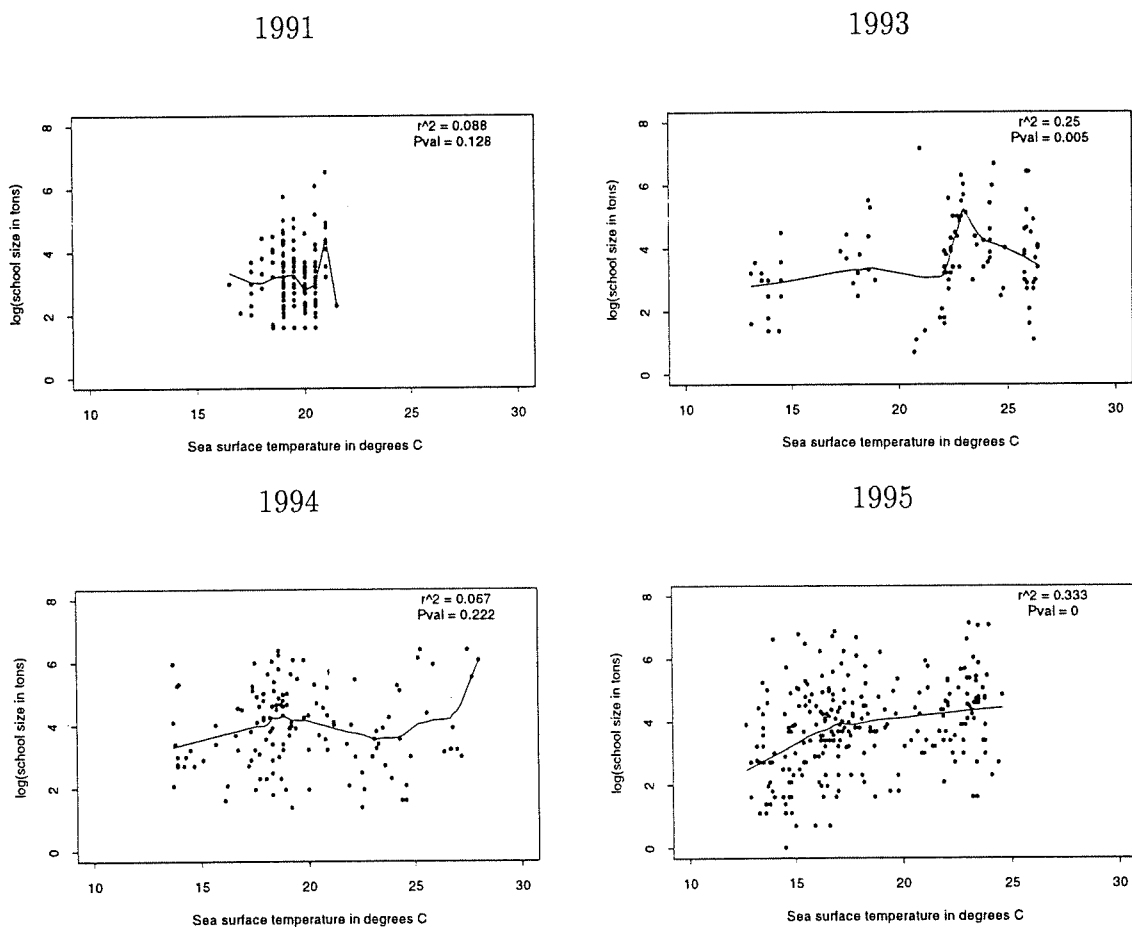 1991
r^2 = 0.088
Pval = 0.128
log(school size in tons)
8
6
4
2
0
10 15 20 25 30
Sea surface temperature in degrees C
1993
r^2 = 0.25
Pval = 0.005
log(school size in tons)
8
6
4
2
0
10 15 20 25 30
Sea surface temperature in degrees C
1994
r^2 = 0.067
Pval = 0.222
log(school size in tons)
8
6
4
2
0
10 15 20 25 30
Sea surface temperature in degrees C
1995
r^2 = 0.333
Pval = 0
log(school size in tons)
8
6
4
2
0
10 15 20 25 30
Sea surface temperature in degrees C